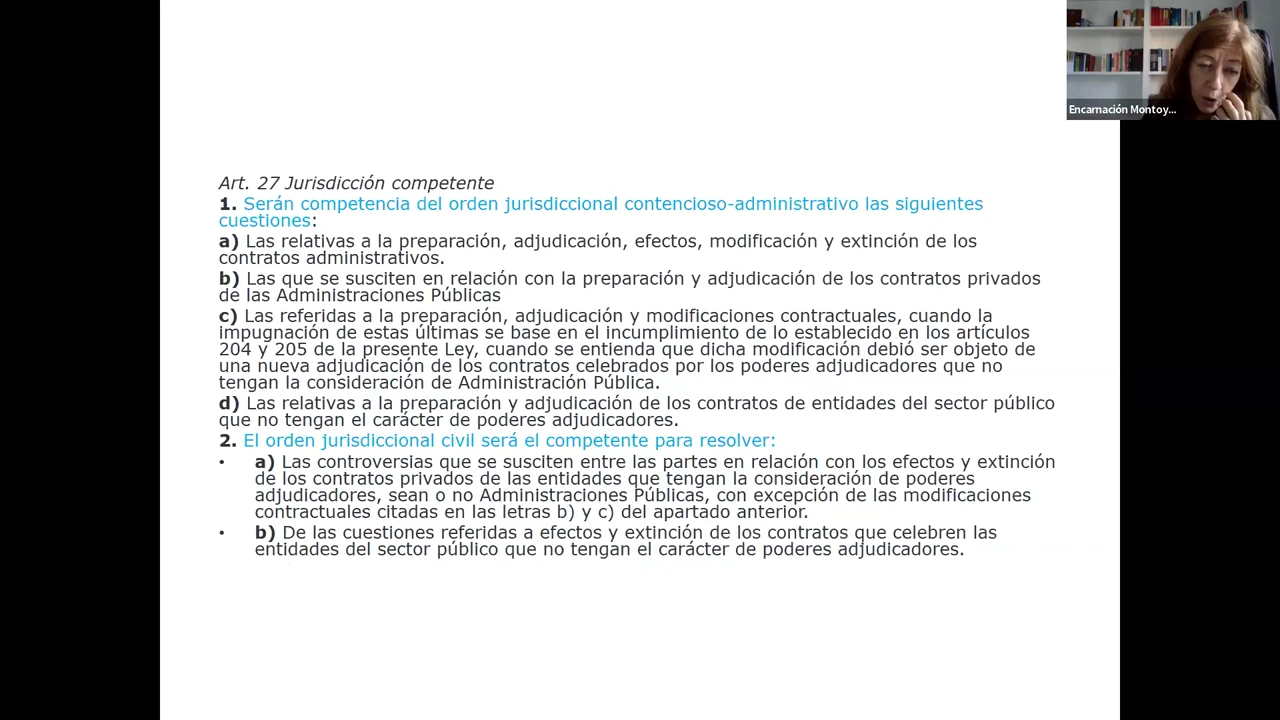 Encarnación Montoy...
Art. 27 Jurisdicción competente
1. Serán competencia del orden jurisdiccional contencioso-administrativo las siguientes
cuestiones:
a) Las relativas a la preparación, adjudicación, efectos, modificación y extinción de los
contratos administrativos.
b) Las que se susciten en relación con la preparación y adjudicación de los contratos privados
de las Administraciones Públicas
c) Las referidas a la preparación, adjudicación y modificaciones contractuales, cuando la
impugnación de estas últimas se base en el incumplimiento de lo establecido en los artículos
204 y 205 de la presente Ley, cuando se entienda que dicha modificación debió ser objeto de
una nueva adjudicación de los contratos celebrados por los poderes adjudicadores que no
tengan la consideración de Administración Pública.
d) Las relativas a la preparación y adjudicación de los contratos de entidades del sector público
que no tengan el carácter de poderes adjudicadores.
2. El orden jurisdiccional civil será el competente para resolver:
• a) Las controversias que se susciten entre las partes en relación con los efectos y extinción
de los contratos privados de las entidades que tengan la consideración de poderes
adjudicadores, sean o no Administraciones Públicas, con excepción de las modificaciones
contractuales citadas en las letras b) y c) del apartado anterior.
• b) De las cuestiones referidas a efectos y extinción de los contratos que celebren las
entidades del sector público que no tengan el carácter de poderes adjudicadores.